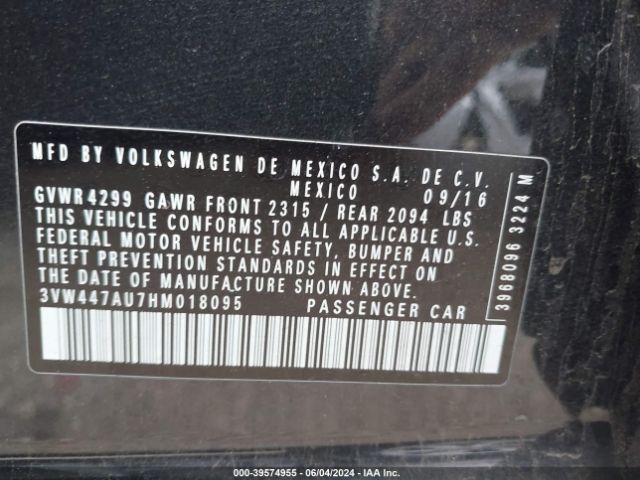 MFD BY VOLKSWAGEN DE MEXICO S.A. DE C.V.
MEXICO 09/16
GVWR4299 GAWR FRONT 2315 / REAR 2094 LBS
THIS VEHICLE CONFORMS TO ALL APPLICABLE U.S.
FEDERAL MOTOR VEHICLE SAFETY, BUMPER AND
THEFT PREVENTION STANDARDS IN EFFECT ON
THE DATE OF MANUFACTURE SHOWN ABOVE.
3VW447AU7HM018095 PASSENGER CAR
3968096 3224 M
000-39574955 - 06/04/2024 - IAA Inc.